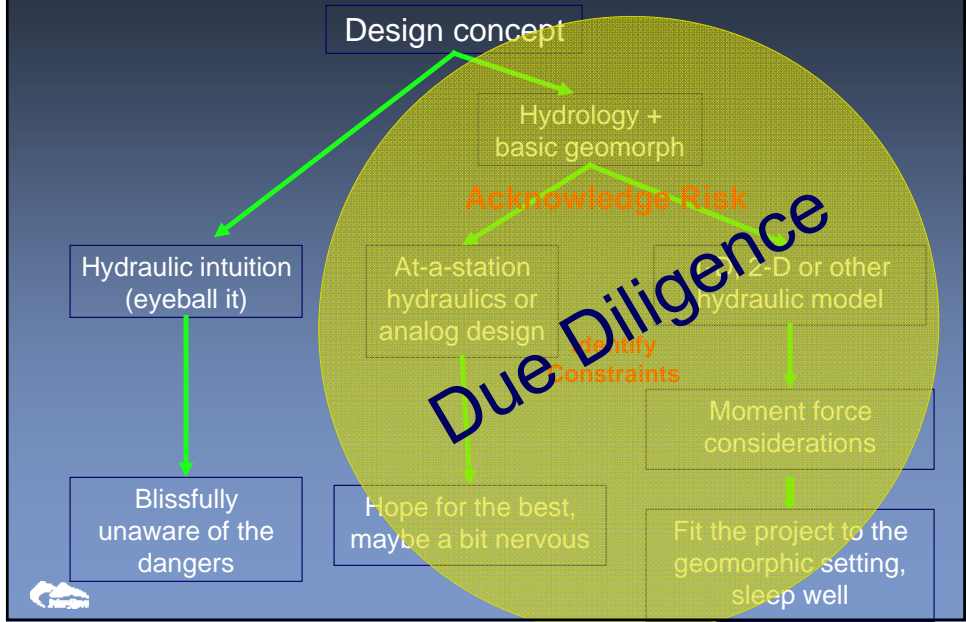 Design concept
Hydrology +
basic geomorph
Acknowledge Risk
Hydraulic intuition
(eyeball it)
At-a-station
hydraulics or
analog design
2-D or other
hydraulic model
Due Diligence
Identify
Constraints
Moment force
considerations
Blissfully
unaware of the
dangers
Hope for the best,
maybe a bit nervous
Fit the project to the
geomorphic setting,
sleep well